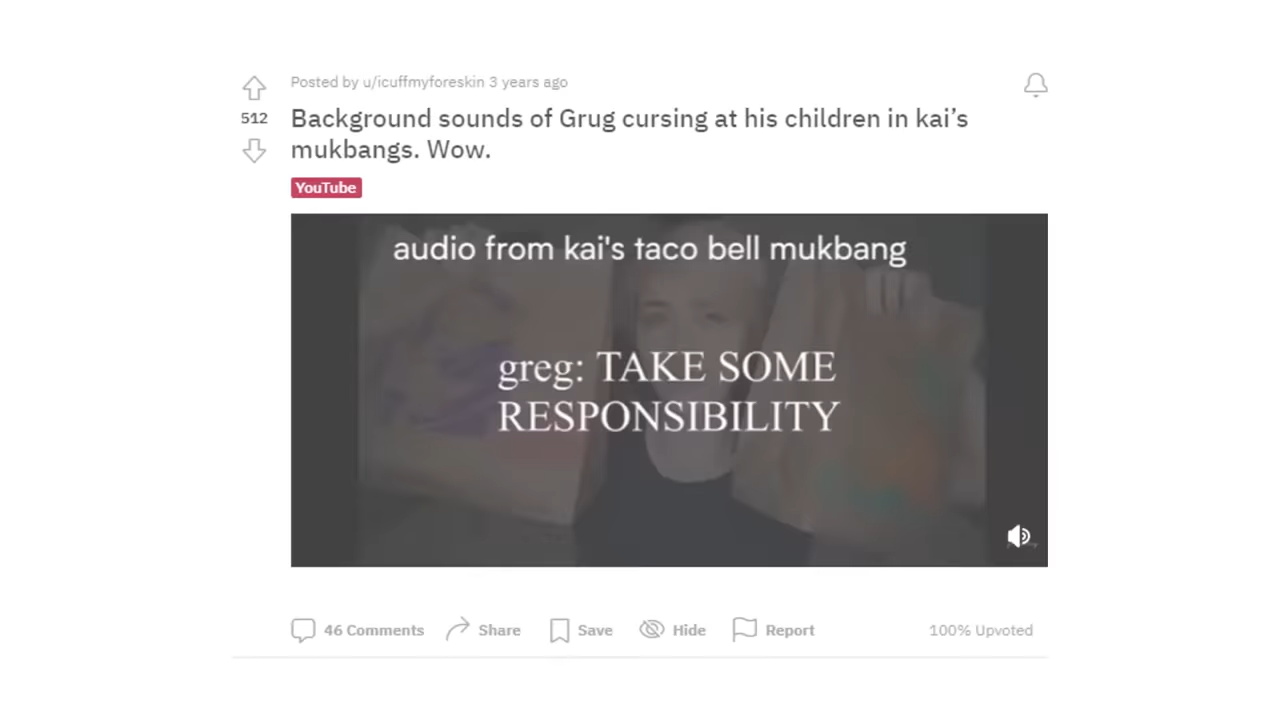 Posted by u/icuffmyforeskin 3 years ago
512
Background sounds of Grug cursing at his children in kai’s
mukbangs. Wow.
YouTube
audio from kai's taco bell mukbang
greg: TAKE SOME
RESPONSIBILITY
46 Comments Share Save Hide Report 100% Upvoted